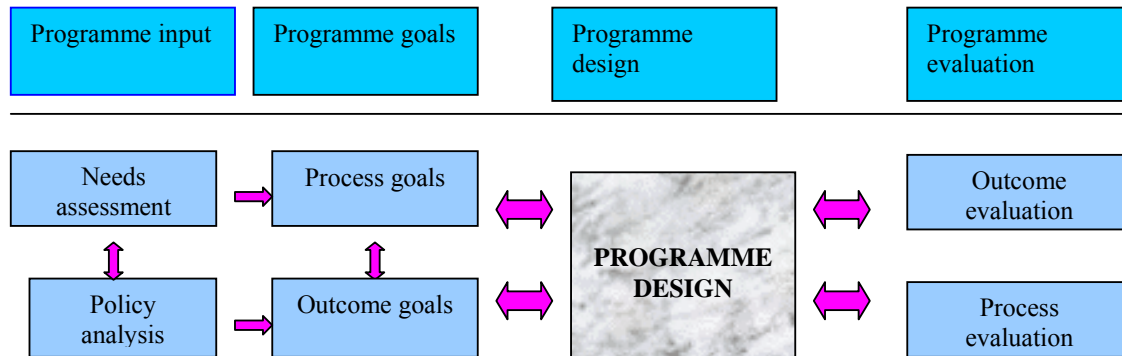 Programme input
Programme goals
Programme
design
Programme
evaluation
Needs
assessment
Process goals
Outcome
evaluation
PROGRAMME
DESIGN
Policy
analysis
Outcome goals
Process
evaluation